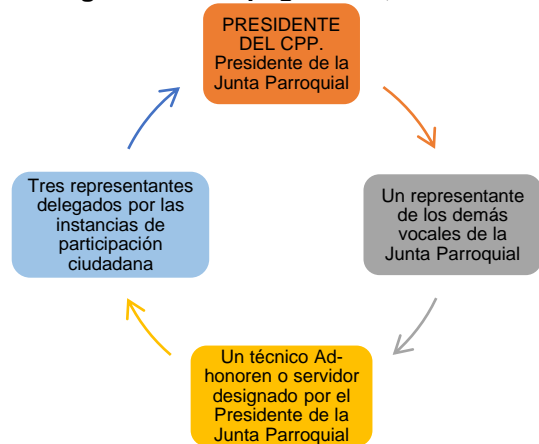 PRESIDENTE
DEL CPP.
Presidente de la
Junta Parroquial
Un representante
de los demás
vocales de la
Junta Parroquial
Un técnico Ad-
honoren o servidor
designado por el
Presidente de la
Junta Parroquial
Tres representantes
delegados por las
instancias de
participación
ciudadana